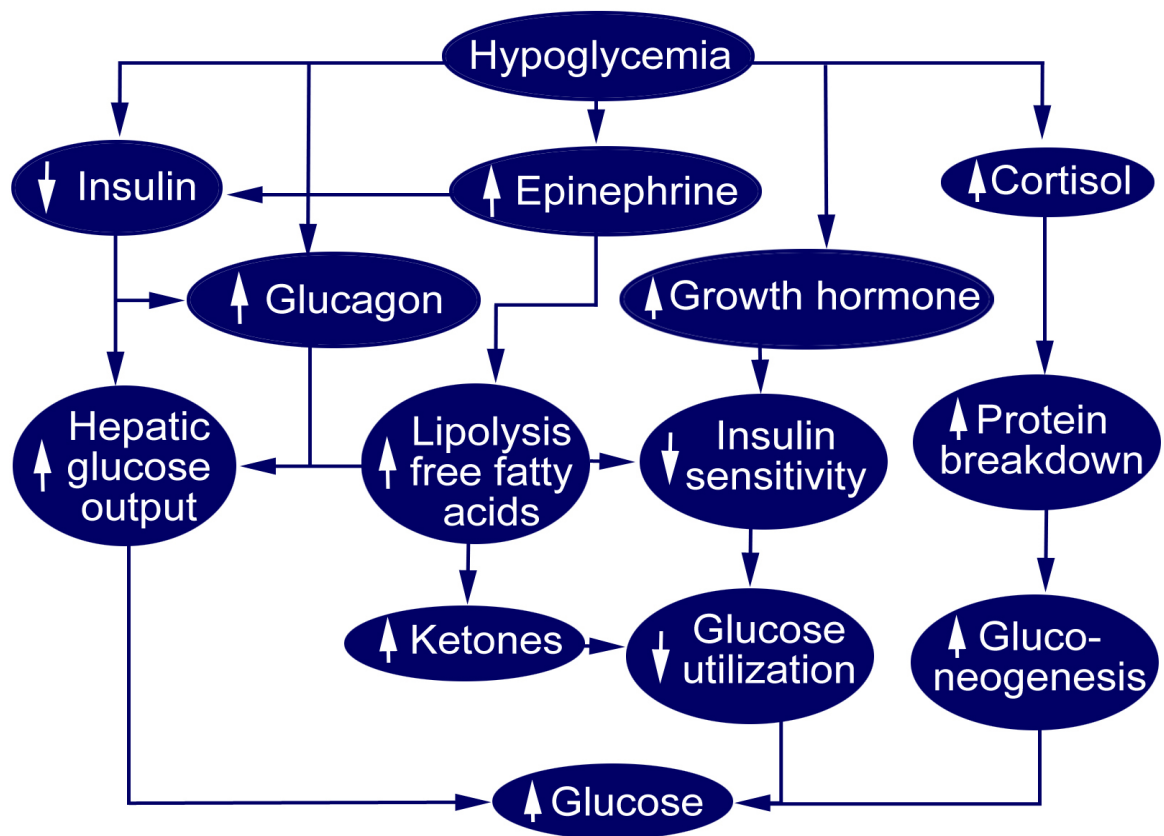 Hypoglycemia
Insulin
Epinephrine
Cortisol
Glucagon
Growth hormone
Hepatic
glucose
output
Lipolysis
free fatty
acids
Insulin
sensitivity
Protein
breakdown
Ketones
Glucose
utilization
Gluco-
neogenesis
Glucose